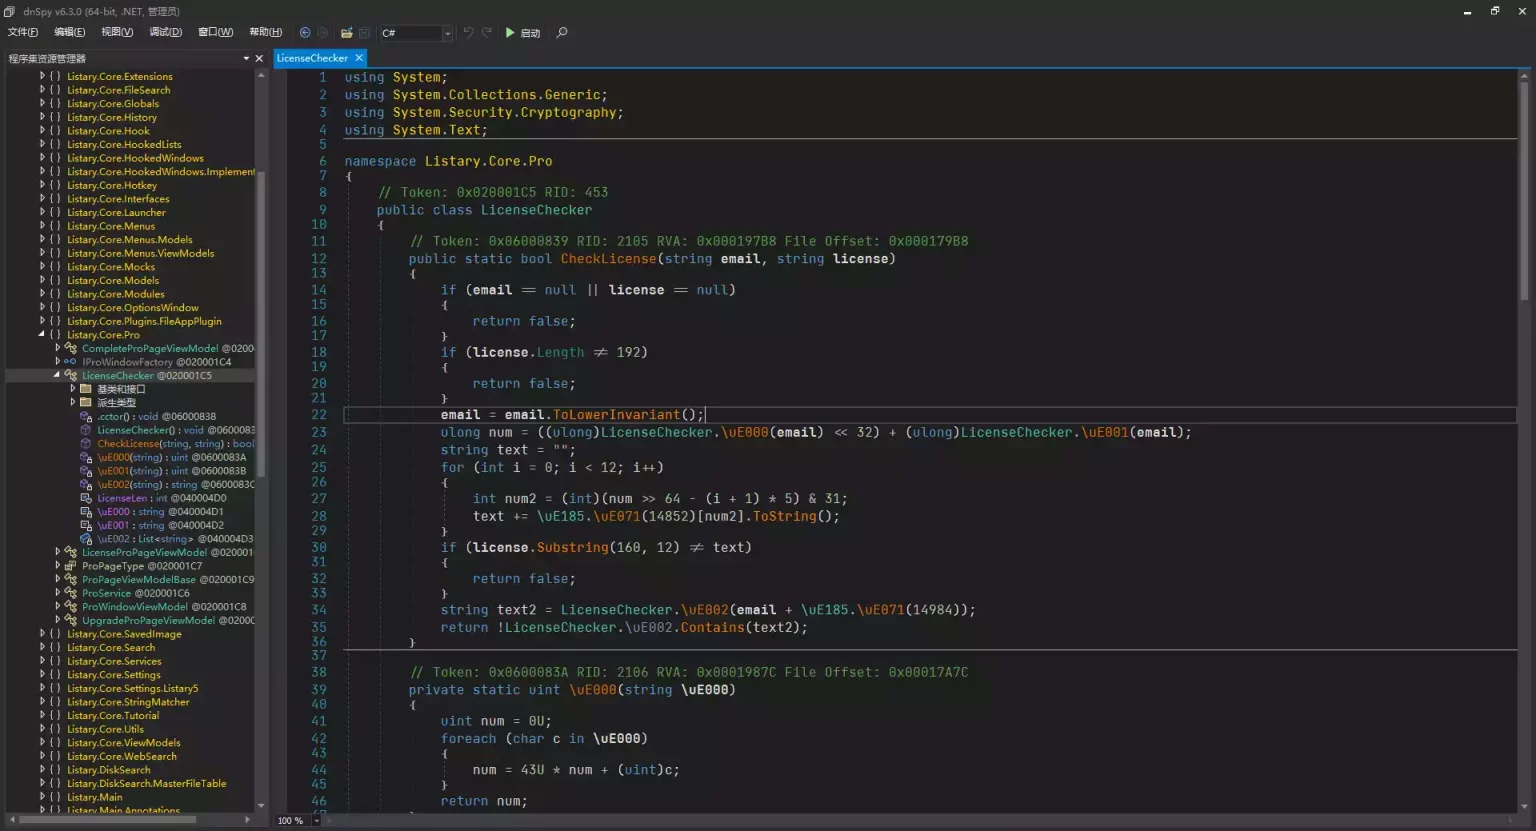 dnSpy v6.3.0 (64-bit, .NET, 管理员)
文件(F) 编辑(E) 视图(V) 调试(D) 窗口(W) 帮助(H) C# 启动
程序集资源管理器
Listary.Core.Extensions
Listary.Core.FileSearch
Listary.Core.Globals
Listary.Core.History
Listary.Core.Hook
Listary.Core.HookedLists
Listary.Core.HookedWindows
Listary.Core.HookedWindows.Implement
Listary.Core.Hotkey
Listary.Core.Interfaces
Listary.Core.Launcher
Listary.Core.Menus
Listary.Core.Menus.Models
Listary.Core.Menus.ViewModels
Listary.Core.Mocks
Listary.Core.Models
Listary.Core.Modules
Listary.Core.OptionsWindow
Listary.Core.Plugins.FileAppPlugin
Listary.Core.Pro
CompleteProPageViewModel @0200
IProWindowFactory @020001C4
LicenseChecker @020001C5
基类和接口
派生类型
.cctor() : void @06000838
LicenseChecker() : void @0600083
CheckLicense(string, string) : bool
\uE000(string) : uint @0600083A
\uE001(string) : uint @0600083B
\uE002(string) : string @0600083C
LicenseLen : int @040004D0
\uE000 : string @040004D1
\uE001 : string @040004D2
\uE002 : List<string> @040004D3
LicenseProPageViewModel @020001
ProPageType @020001C7
ProPageViewModelBase @020001C9
ProService @020001C6
ProWindowViewModel @020001C8
UpgradeProPageViewModel @0200
Listary.Core.SavedImage
Listary.Core.Search
Listary.Core.Services
Listary.Core.Settings
Listary.Core.Settings.Listary5
Listary.Core.StringMatcher
Listary.Core.Tutorial
Listary.Core.Utils
Listary.Core.ViewModels
Listary.Core.WebSearch
Listary.DiskSearch
Listary.DiskSearch.MasterFileTable
Listary.Main
Listary.Main.Annotations
LicenseChecker
1 using System;
2 using System.Collections.Generic;
3 using System.Security.Cryptography;
4 using System.Text;
5
6 namespace Listary.Core.Pro
7 {
8 // Token: 0x020001C5 RID: 453
9 public class LicenseChecker
10 {
11 // Token: 0x06000839 RID: 2105 RVA: 0x000197B8 File Offset: 0x000179B8
12 public static bool CheckLicense(string email, string license)
13 {
14 if (email == null || license == null)
15 {
16 return false;
17 }
18 if (license.Length != 192)
19 {
20 return false;
21 }
22 email = email.ToLowerInvariant();
23 ulong num = ((ulong)LicenseChecker.\uE000(email) << 32) + (ulong)LicenseChecker.\uE001(email);
24 string text = "";
25 for (int i = 0; i < 12; i++)
26 {
27 int num2 = (int)(num >> 64 - (i + 1) * 5) & 31;
28 text += \uE185.\uE071(14852)[num2].ToString();
29 }
30 if (license.Substring(160, 12) != text)
31 {
32 return false;
33 }
34 string text2 = LicenseChecker.\uE002(email + \uE185.\uE071(14984));
35 return !LicenseChecker.\uE002.Contains(text2);
36 }
37
38 // Token: 0x0600083A RID: 2106 RVA: 0x0001987C File Offset: 0x00017A7C
39 private static uint \uE000(string \uE000)
40 {
41 uint num = 0U;
42 foreach (char c in \uE000)
43 {
44 num = 43U * num + (uint)c;
45 }
46 return num;
100 %